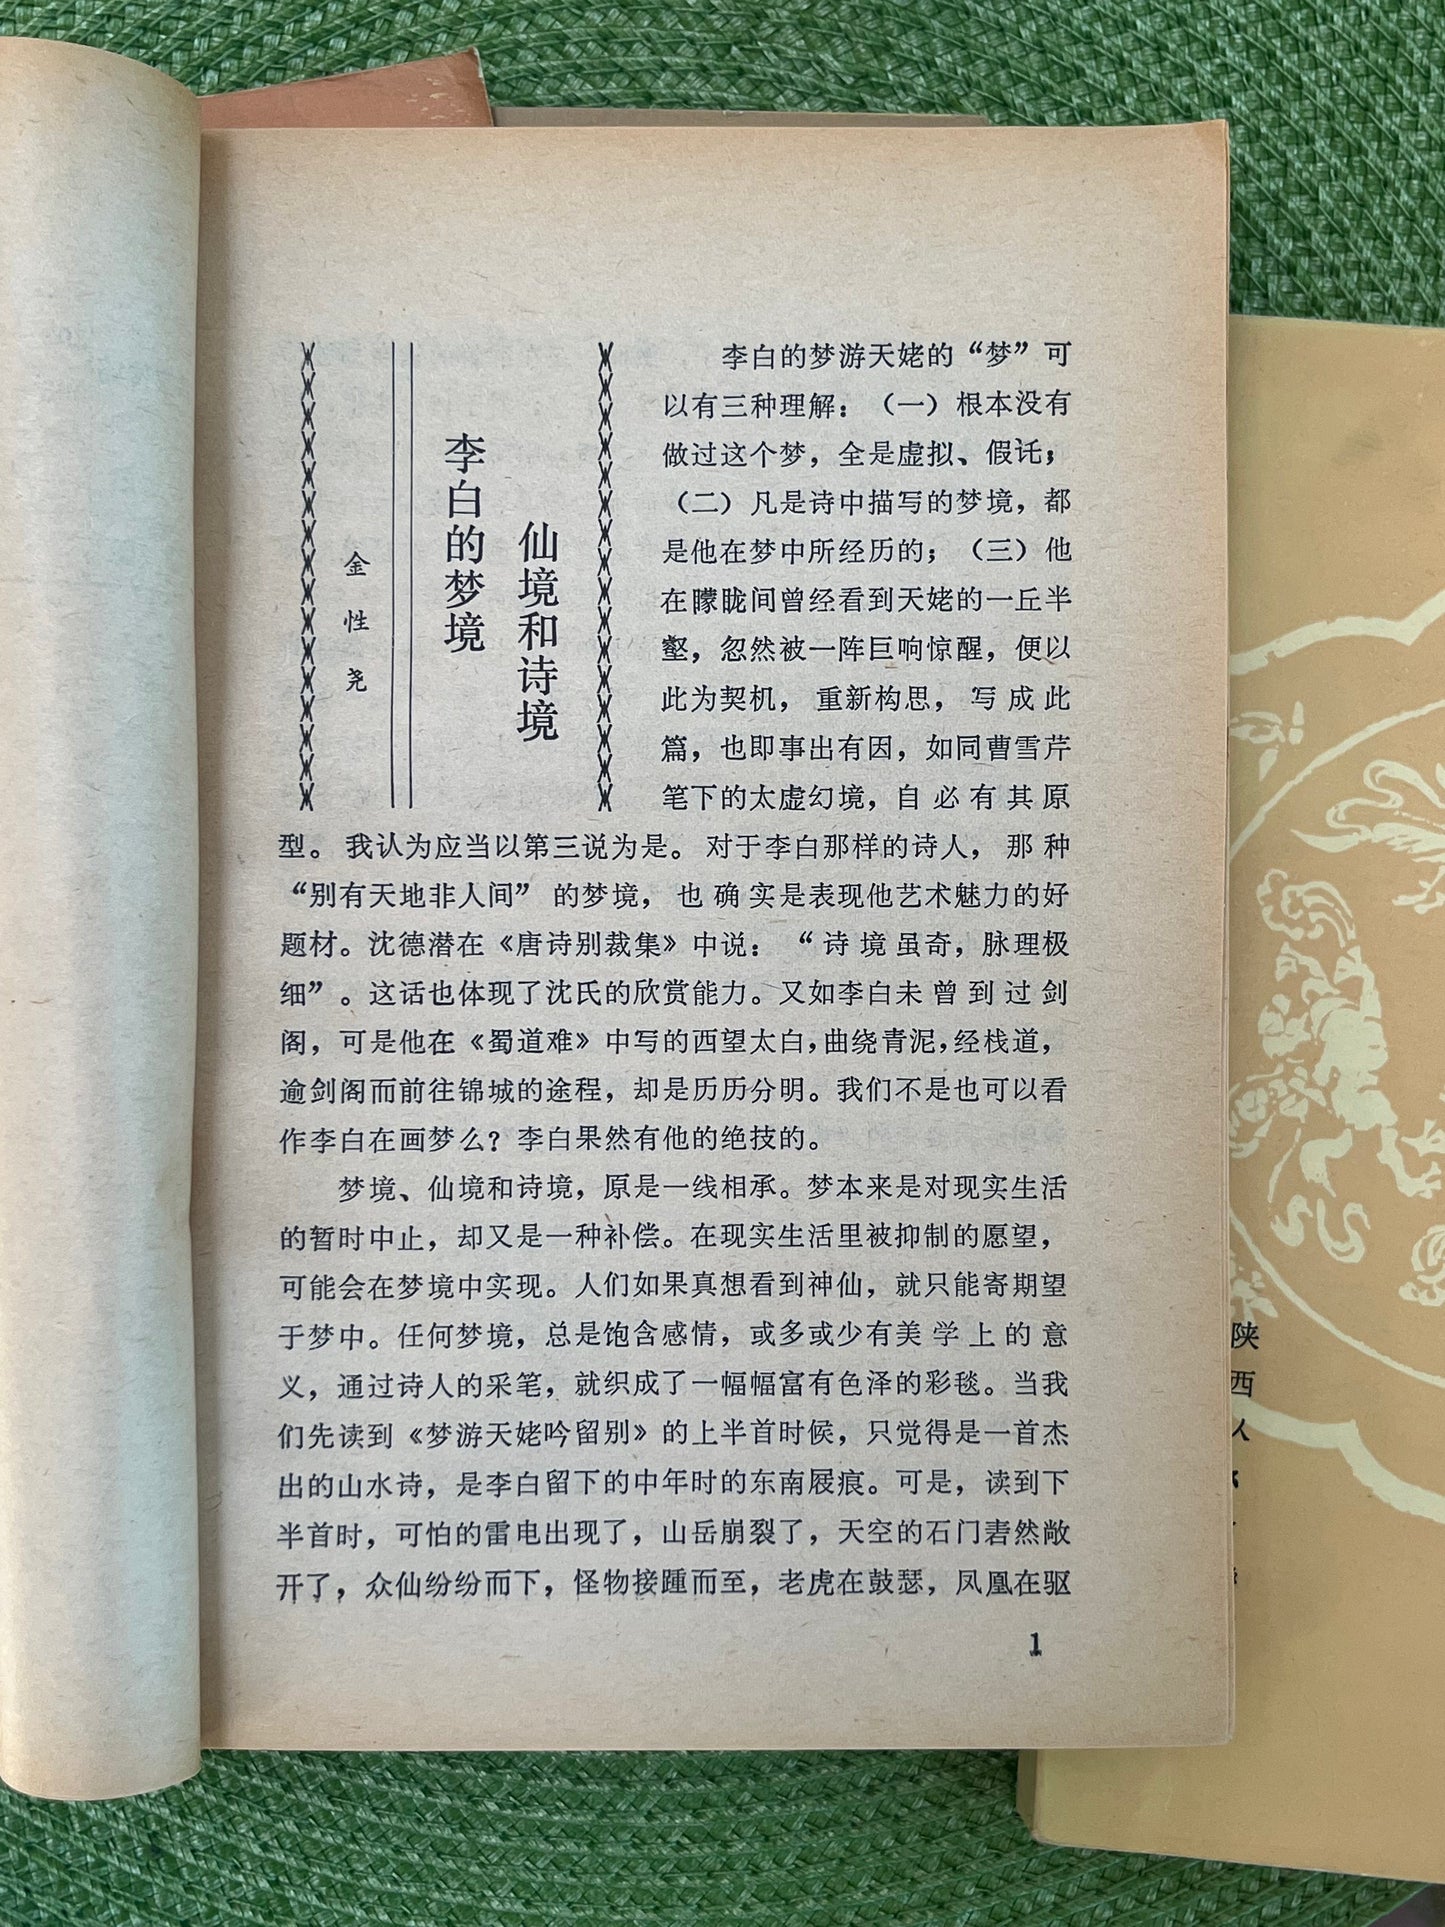 李白的梦境
仙境和诗境
金性尧
李白的梦游天姥的“梦”可
以有三种理解：（一）根本没有
做过这个梦，全是虚拟、假讬；
（二）凡是诗中描写的梦境，都
是他在梦中所经历的；（三）他
在朦胧间曾经看到天姥的一丘半
壑，忽然被一阵巨响惊醒，便以
此为契机，重新构思，写成此
篇，也即事出有因，如同曹雪芹
笔下的太虚幻境，自必有其原
型。我认为应当以第三说为是。对于李白那样的诗人，那种
“别有天地非人间”的梦境，也确实是表现他艺术魅力的好
题材。沈德潜在《唐诗别裁集》中说：“诗境虽奇，脉理极
细”。这话也体现了沈氏的欣赏能力。又如李白未曾到过剑
阁，可是他在《蜀道难》中写的西望太白，曲绕青泥，经栈道，
逾剑阁而前往锦城的途程，却是历历分明。我们不是也可以看
作李白在画梦么？李白果然有他的绝技的。
梦境、仙境和诗境，原是一线相承。梦本来是对现实生活
的暂时中止，却又是一种补偿。在现实生活里被抑制的愿望，
可能会在梦境中实现。人们如果真想看到神仙，就只能寄期望
于梦中。任何梦境，总是饱含感情，或多或少有美学上的意
义，通过诗人的采笔，就织成了一幅幅富有色泽的彩毯。当我
们先读到《梦游天姥吟留别》的上半首时候，只觉得是一首杰
出的山水诗，是李白留下的中年时的东南屐痕。可是，读到下
半首时，可怕的雷电出现了，山岳崩裂了，天空的石门砉然敞
开了，众仙纷纷而下，怪物接踵而至，老虎在鼓瑟，凤凰在驱
1
陕西人